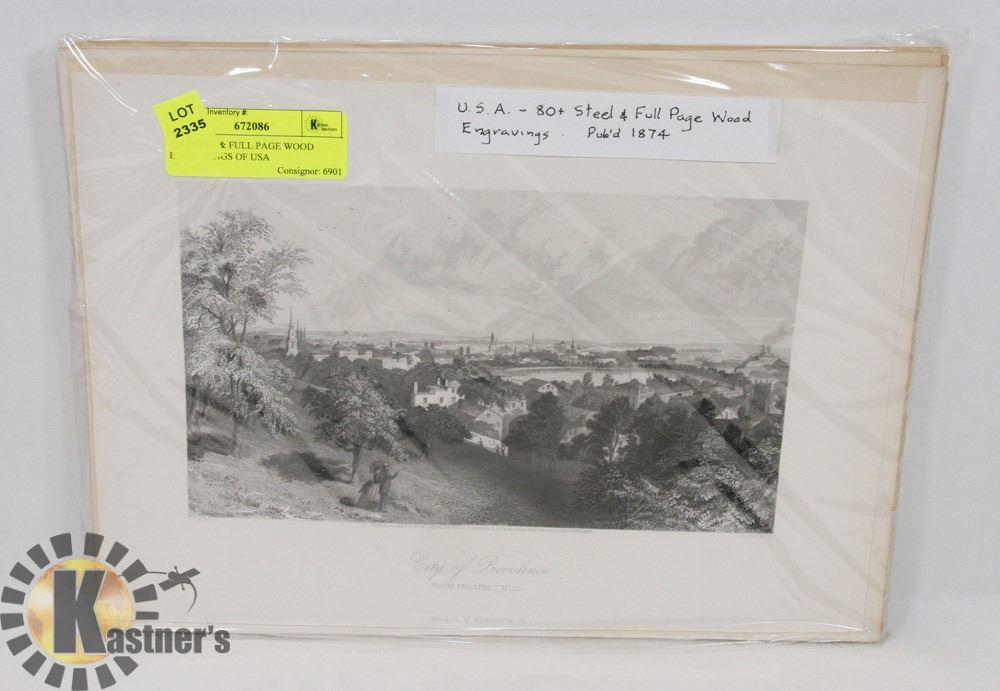 LOT
2335
Inventory #:
672086
& FULL PAGE WOOD
OF USA
Consignor: 6901
U.S.A. - 80+ Steel & Full Page Wood
Engravings. Pub'd 1874
City of Providence
FROM PROSPECT HILL.
Kastner's